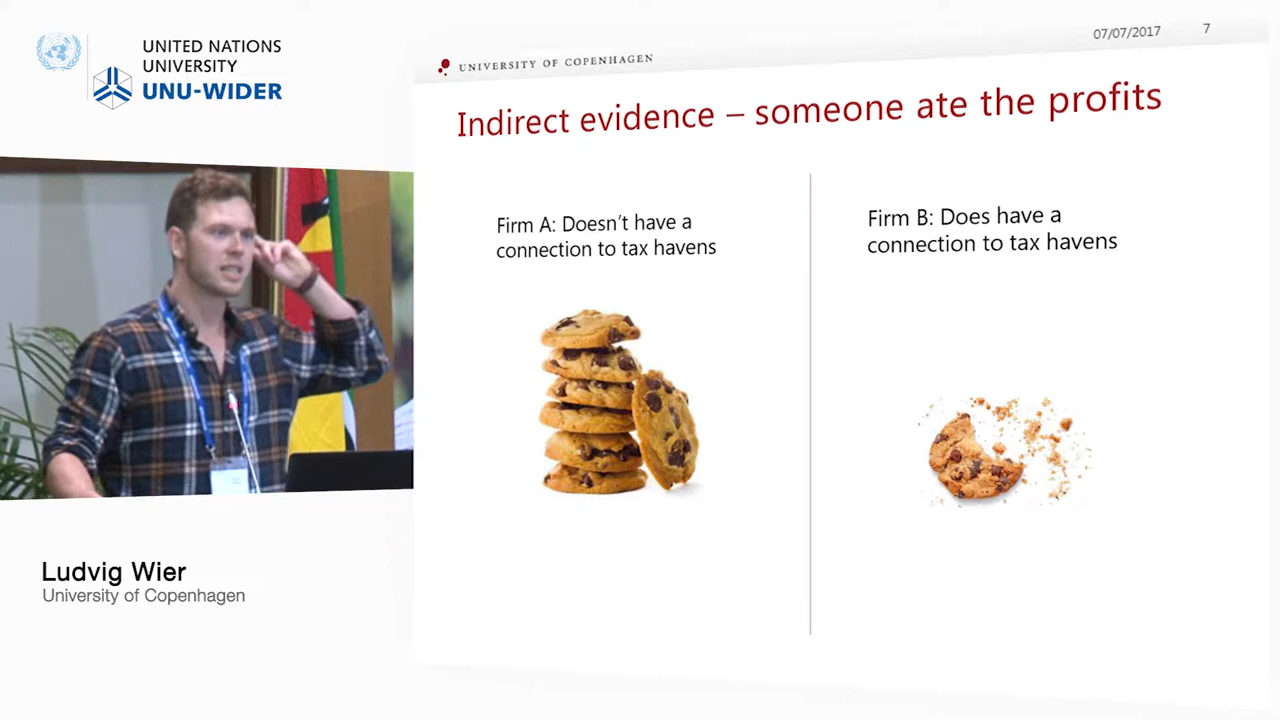 UNITED NATIONS
UNIVERSITY
UNU-WIDER
07/07/2017 7
UNIVERSITY OF COPENHAGEN
Indirect evidence – someone ate the profits
Firm A: Doesn't have a
connection to tax havens
Firm B: Does have a
connection to tax havens
Ludvig Wier
University of Copenhagen